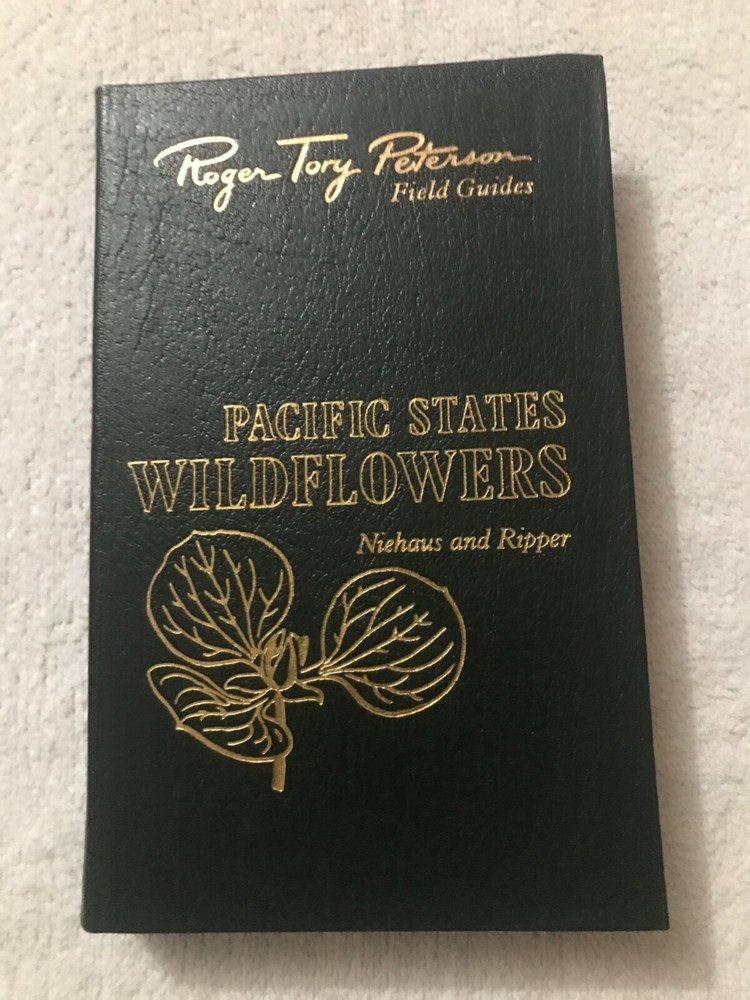 Roger Tory Peterson
Field Guides
PACIFIC STATES
WILDFLOWERS
Niehaus and Ripper